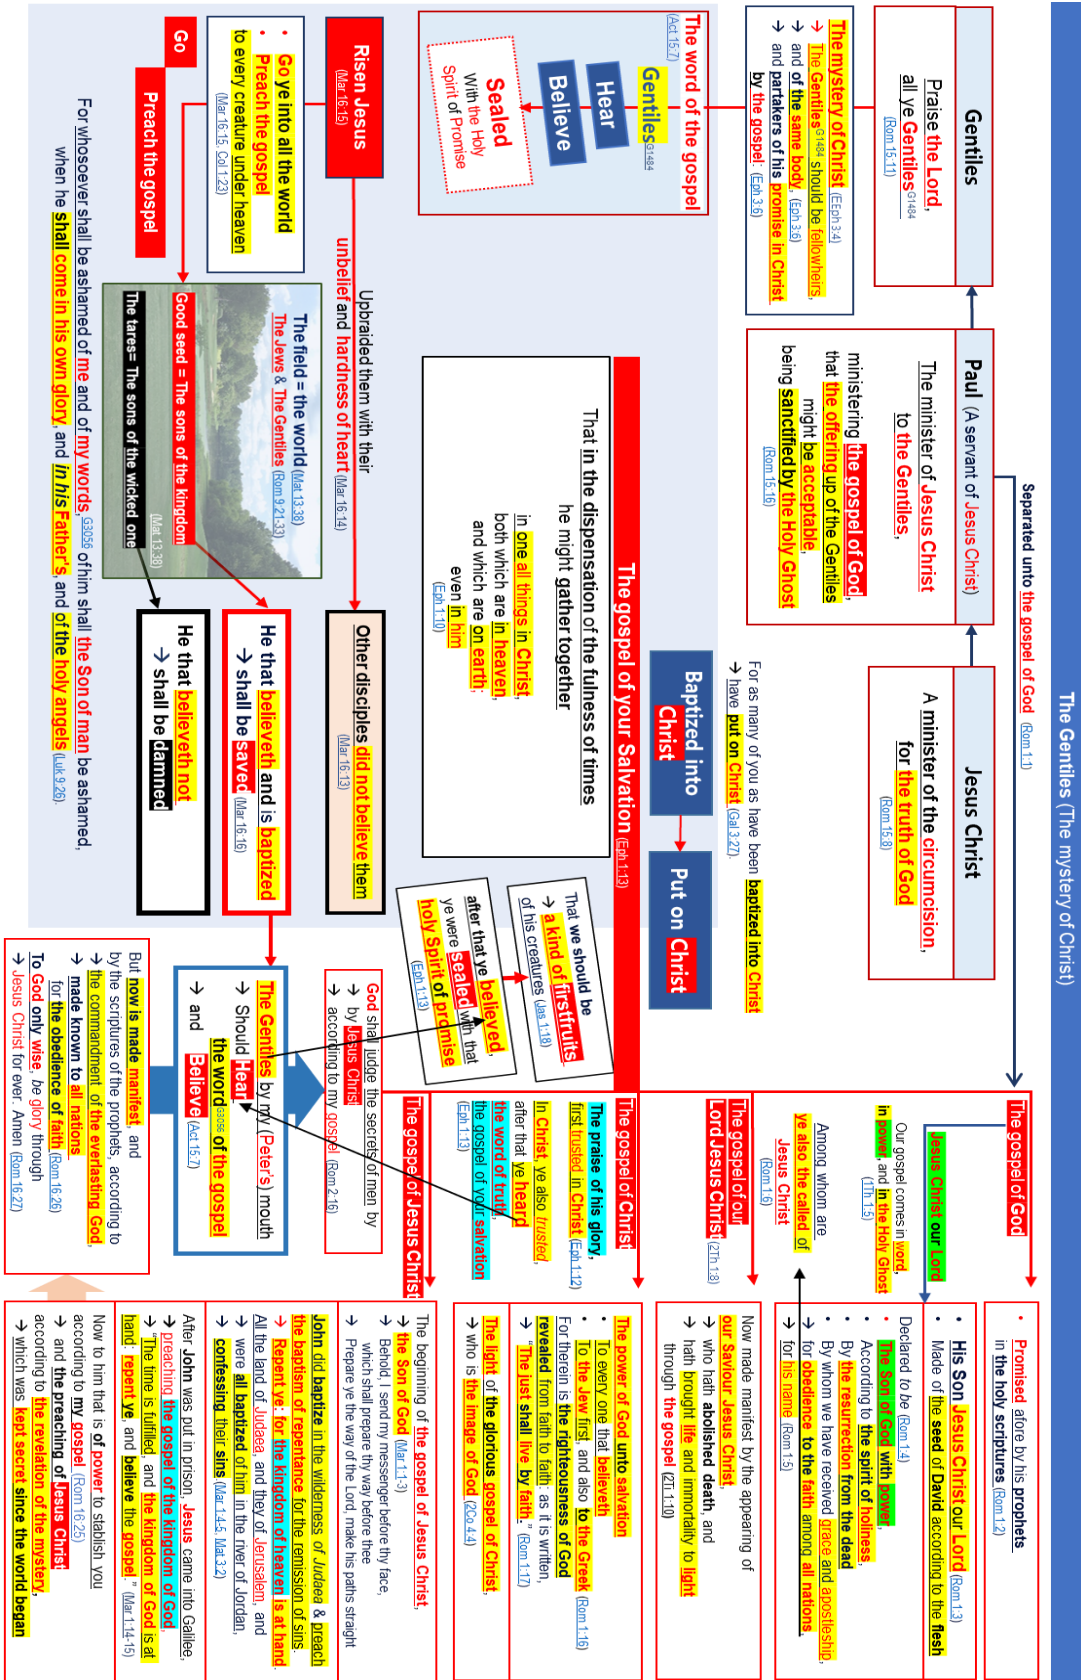 The Gentiles (The mystery of Christ)
Gentiles
Praise the Lord,
all ye Gentiles G1484
(Rom 15:11)
Paul (A servant of Jesus Christ)
The minister of Jesus Christ
to the Gentiles,
ministering the gospel of God,
that the offering up of the Gentiles
might be acceptable,
being sanctified by the Holy Ghost
(Rom 15:16)
Jesus Christ
A minister of the circumcision,
for the truth of God
(Rom 15:8)
Separated unto the gospel of God (Rom 1:1)
The mystery of Christ (EEph 3:4)
→ The Gentiles G1484 should be fellowheirs,
→ and of the same body, (Eph 3:6)
→ and partakers of his promise in Christ
by the gospel: (Eph 3:6)
The word of the gospel
(Act 15:7)
Gentiles G1484
Hear
Believe
Sealed
With the Holy
Spirit of Promise
For as many of you as have been baptized into Christ
→ have put on Christ (Gal 3:27).
Baptized into
Christ
Put on Christ
The gospel of your Salvation (Eph 1:13)
That in the dispensation of the fulness of times
he might gather together
in one all things in Christ,
both which are in heaven,
and which are on earth;
even in him
(Eph 1:10)
That we should be
→ a kind of firstfruits
of his creatures (Jas 1:18)
after that ye believed,
ye were sealed with that
holy Spirit of promise
(Eph 1:13)
Risen Jesus
(Mar 16:15)
Upbraided them with their
unbelief and hardness of heart (Mar 16:14)
Other disciples did not believe them
(Mar 16:13)
• Go ye into all the world
• Preach the gospel
to every creature under heaven
(Mar 16:15, Col 1:23)
Go
Preach the gospel
The field = the world (Mat 13:38)
The Jews & The Gentiles (Rom 9:21-33)
Good seed = The sons of the kingdom
The tares= The sons of the wicked one
(Mat 13:38)
He that believeth and is baptized
→ shall be saved (Mar 16:16)
He that believeth not
→ shall be damned
For whosoever shall be ashamed of me and of my words, G3056 of him shall the Son of man be ashamed,
when he shall come in his own glory, and in his Father's, and of the holy angels (Luk 9:26).
The gospel of God
Jesus Christ our Lord
Our gospel comes in word,
in power, and in the Holy Ghost
(1Th 1:5)
Among whom are
ye also the called of
Jesus Christ
(Rom 1:6)
The gospel of our
Lord Jesus Christ (2Th 1:8)
The gospel of Christ
The praise of his glory,
first trusted in Christ (Eph 1:12)
In Christ, ye also trusted,
after that ye heard
the word of truth,
the gospel of your salvation
(Eph 1:13)
The gospel of Jesus Christ
God shall judge the secrets of men by
→ by Jesus Christ
→ according to my gospel (Rom 2:16)
The Gentiles by my (Peter's) mouth
→ Should Hear
the word G3056 of the gospel
→ and Believe (Act 15:7)
But now is made manifest, and
by the scriptures of the prophets, according to
→ the commandment of the everlasting God,
→ made known to all nations
for the obedience of faith (Rom 16:26)
To God only wise, be glory through
→ Jesus Christ for ever. Amen (Rom 16:27)
• Promised afore by his prophets
in the holy scriptures (Rom 1:2)
• His Son Jesus Christ our Lord (Rom 1:3)
• Made of the seed of David according to the flesh
Declared to be (Rom 1:4)
• The Son of God with power,
• According to the spirit of holiness,
• By the resurrection from the dead
• By whom we have received grace and apostleship,
→ for obedience to the faith among all nations,
→ for his name (Rom 1:5)
Now made manifest by the appearing of
our Saviour Jesus Christ,
→ who hath abolished death, and
→ hath brought life and immortality to light
through the gospel (2Ti 1:10)
The power of God unto salvation
• To every one that believeth
• To the Jew first, and also to the Greek (Rom 1:16)
For therein is the righteousness of God
revealed from faith to faith: as it is written,
→ "The just shall live by faith." (Rom 1:17)
The light of the glorious gospel of Christ,
→ who is the image of God (2Co 4:4)
The beginning of the gospel of Jesus Christ,
→ the Son of God (Mar 1:1-3)
→ Behold, I send my messenger before thy face,
which shall prepare thy way before thee
→ Prepare ye the way of the Lord, make his paths straight
John did baptize in the wilderness of Judaea & preach
the baptism of repentance for the remission of sins.
→ Repent ye: for the kingdom of heaven is at hand.
All the land of Judaea, and they of Jerusalem, and
→ were all baptized of him in the river of Jordan,
→ confessing their sins (Mar 1:4-5, Mat 3:2)
After John was put in prison, Jesus came into Galilee,
→ preaching the gospel of the kingdom of God,
→ "The time is fulfilled, and the kingdom of God is at
hand: repent ye, and believe the gospel." (Mar 1:14-15)
Now to him that is of power to stablish you
according to my gospel (Rom 16:25)
→ and the preaching of Jesus Christ
according to the revelation of the mystery,
→ which was kept secret since the world began